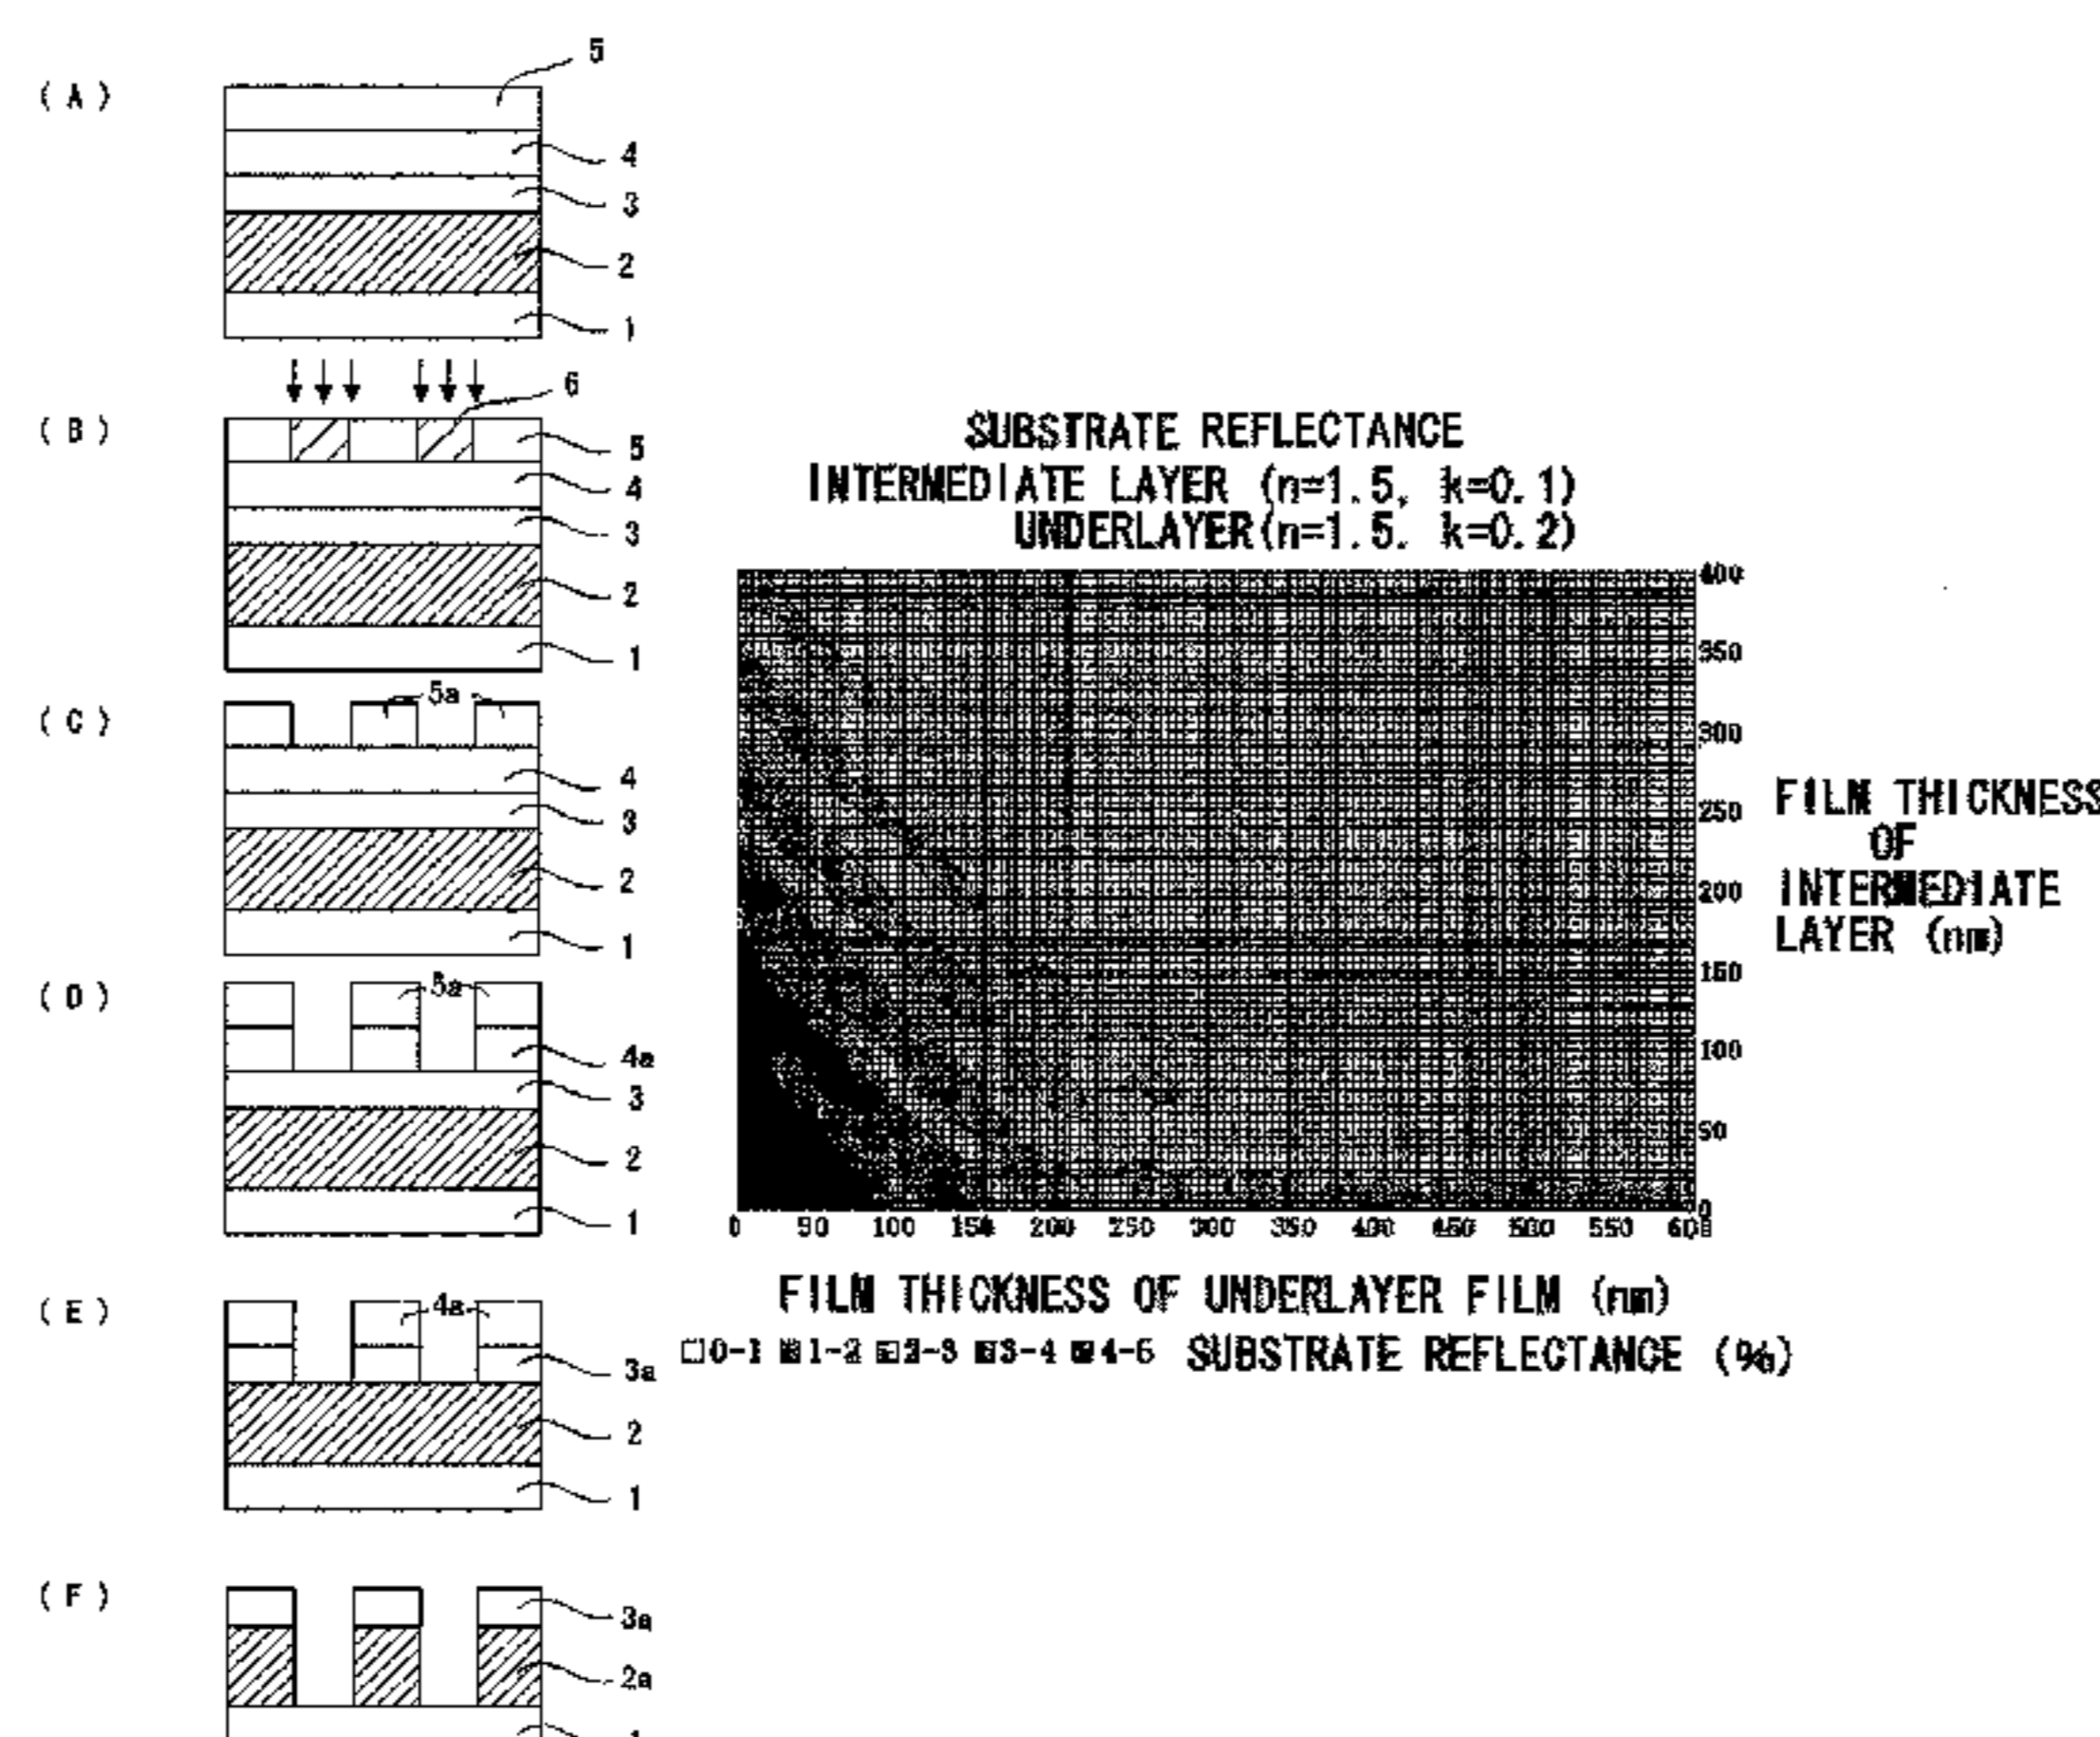 (A)
5
4
3
2
1
(B)
6
5
4
3
2
1
(C)
5a
4
3
2
1
(D)
5a
4a
3
2
1
(E)
4a
3a
2
1
(F)
3a
2a
SUBSTRATE REFLECTANCE
INTERMEDIATE LAYER (n=1.5, k=0.1)
UNDERLAYER(n=1.5, k=0.2)
400
350
300
250
200
150
100
50
0
FILM THICKNESS
OF
INTERMEDIATE
LAYER (nm)
0 50 100 150 200 250 300 350 400 450 500 550 600
FILM THICKNESS OF UNDERLAYER FILM (nm)
0-1 1-2 2-3 3-4 4-5 SUBSTRATE REFLECTANCE (%)